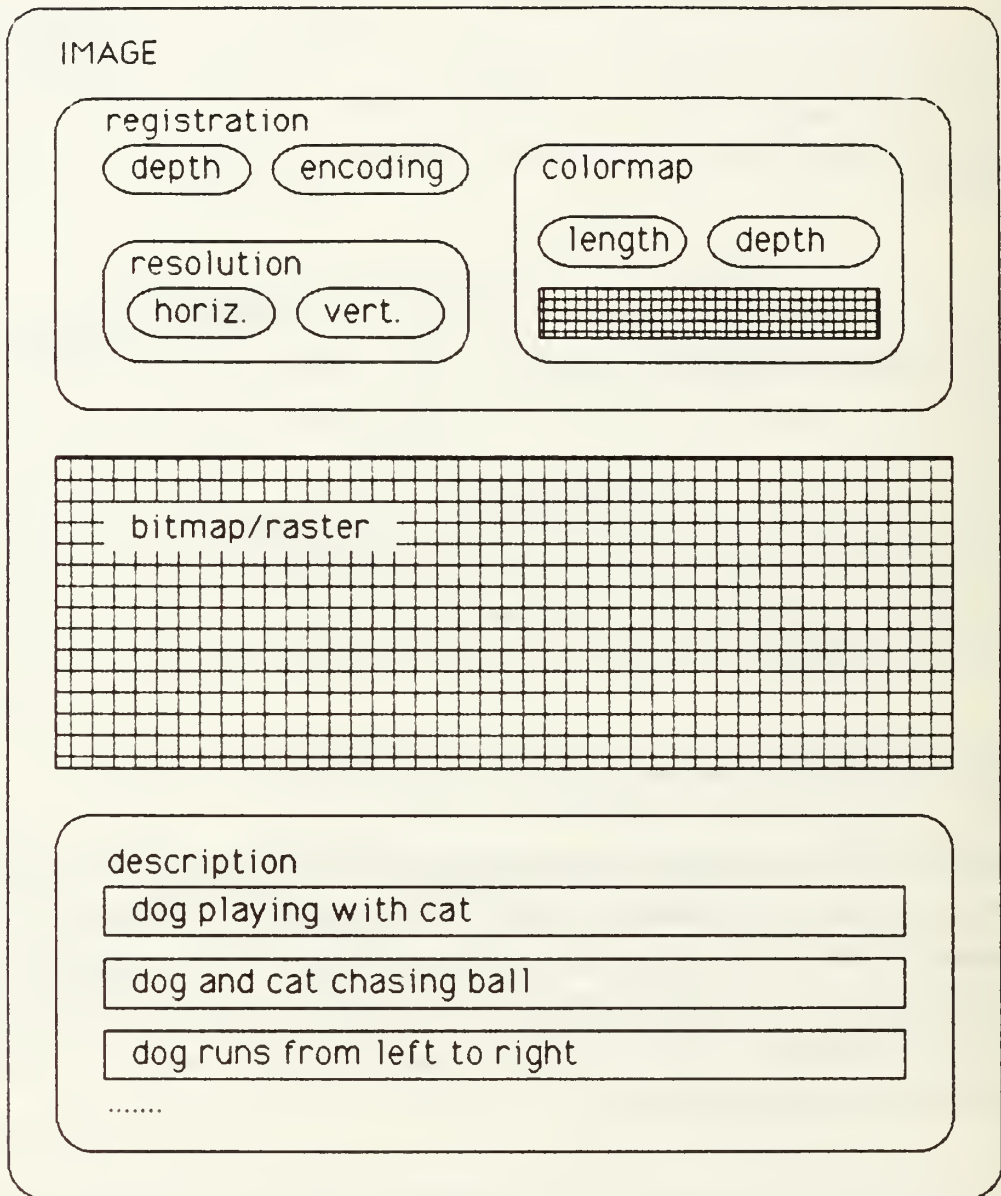 IMAGE
registration
depth encoding
colormap
length depth
resolution
horiz. vert.
bitmap/raster
description
dog playing with cat
dog and cat chasing ball
dog runs from left to right
.......